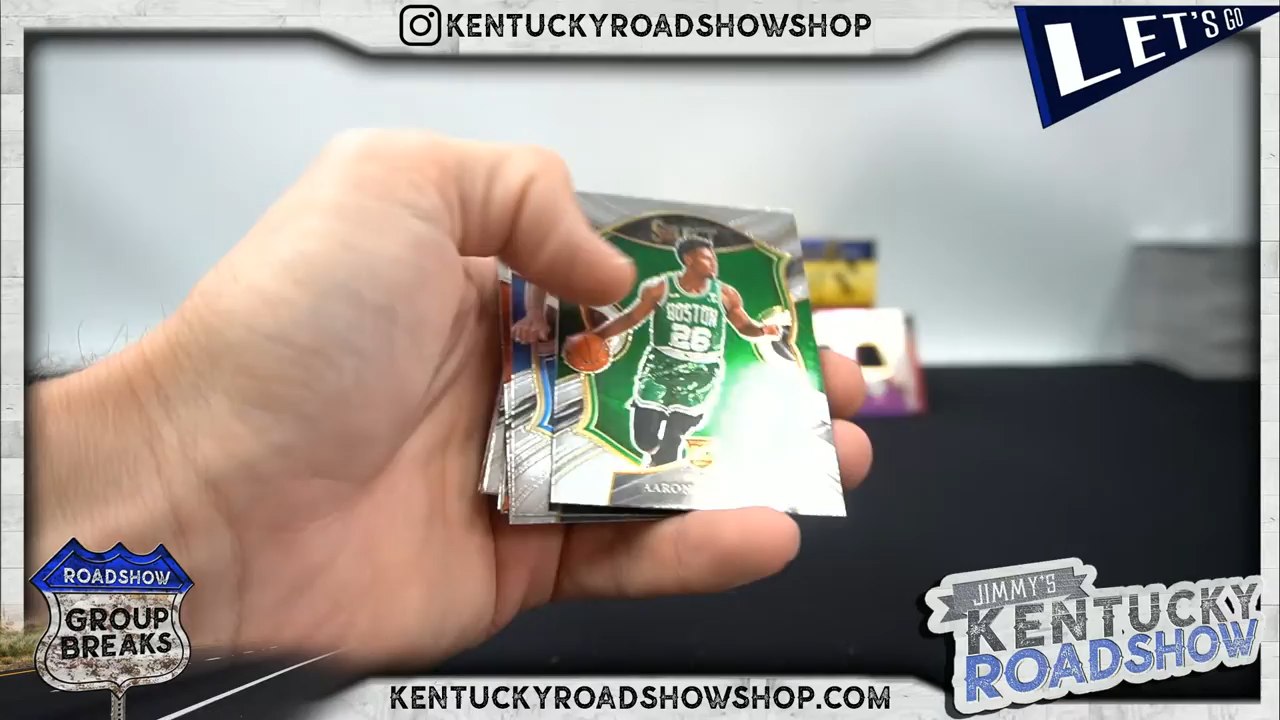 KENTUCKYROADSHOWSHOP
LET'S GO
SELECT
BOSTON
26
AARON
ROADSHOW
GROUP
BREAKS
JIMMY'S
KENTUCKY
ROADSHOW
KENTUCKYROADSHOWSHOP.COM